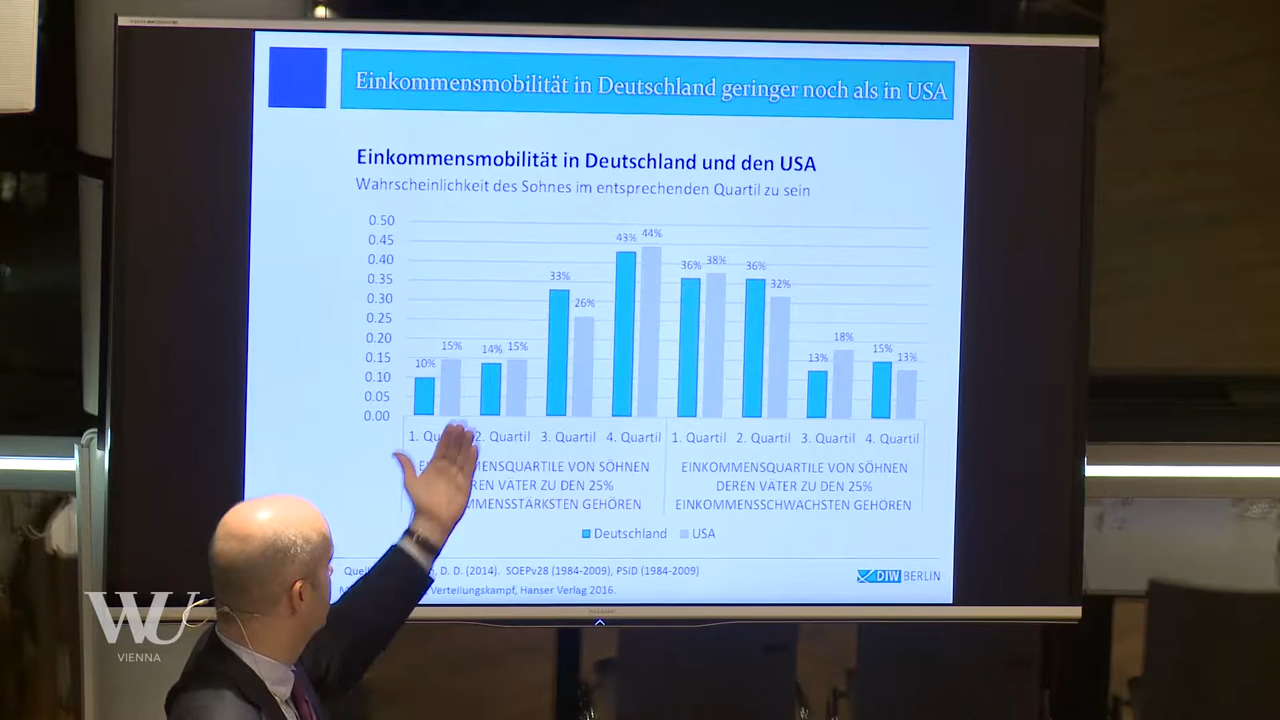 Einkommensmobilität in Deutschland geringer noch als in USA
Einkommensmobilität in Deutschland und den USA
Wahrscheinlichkeit des Sohnes im entsprechenden Quartil zu sein
0.50
0.45
0.40
0.35
0.30
0.25
0.20
0.15
0.10
0.05
0.00
10% 15% 14% 15% 33% 26% 43% 44% 36% 38% 36% 32% 13% 18% 15% 13%
1. 2. Quartil 3. Quartil 4. Quartil 1. Quartil 2. Quartil 3. Quartil 4. Quartil
VON SÖHNEN
VÄTER ZU DEN 25%
GEHÖREN
EINKOMMENSQUARTILE VON SÖHNEN
DEREN VÄTER ZU DEN 25%
EINKOMMENSSCHWÄCHSTEN GEHÖREN
Deutschland USA
D. D. (2014). SOEPv28 (1984-2009), PSID (1984-2009)
Verteilungskampf, Hanser Verlag 2016.
DIW BERLIN
WU
VIENNA